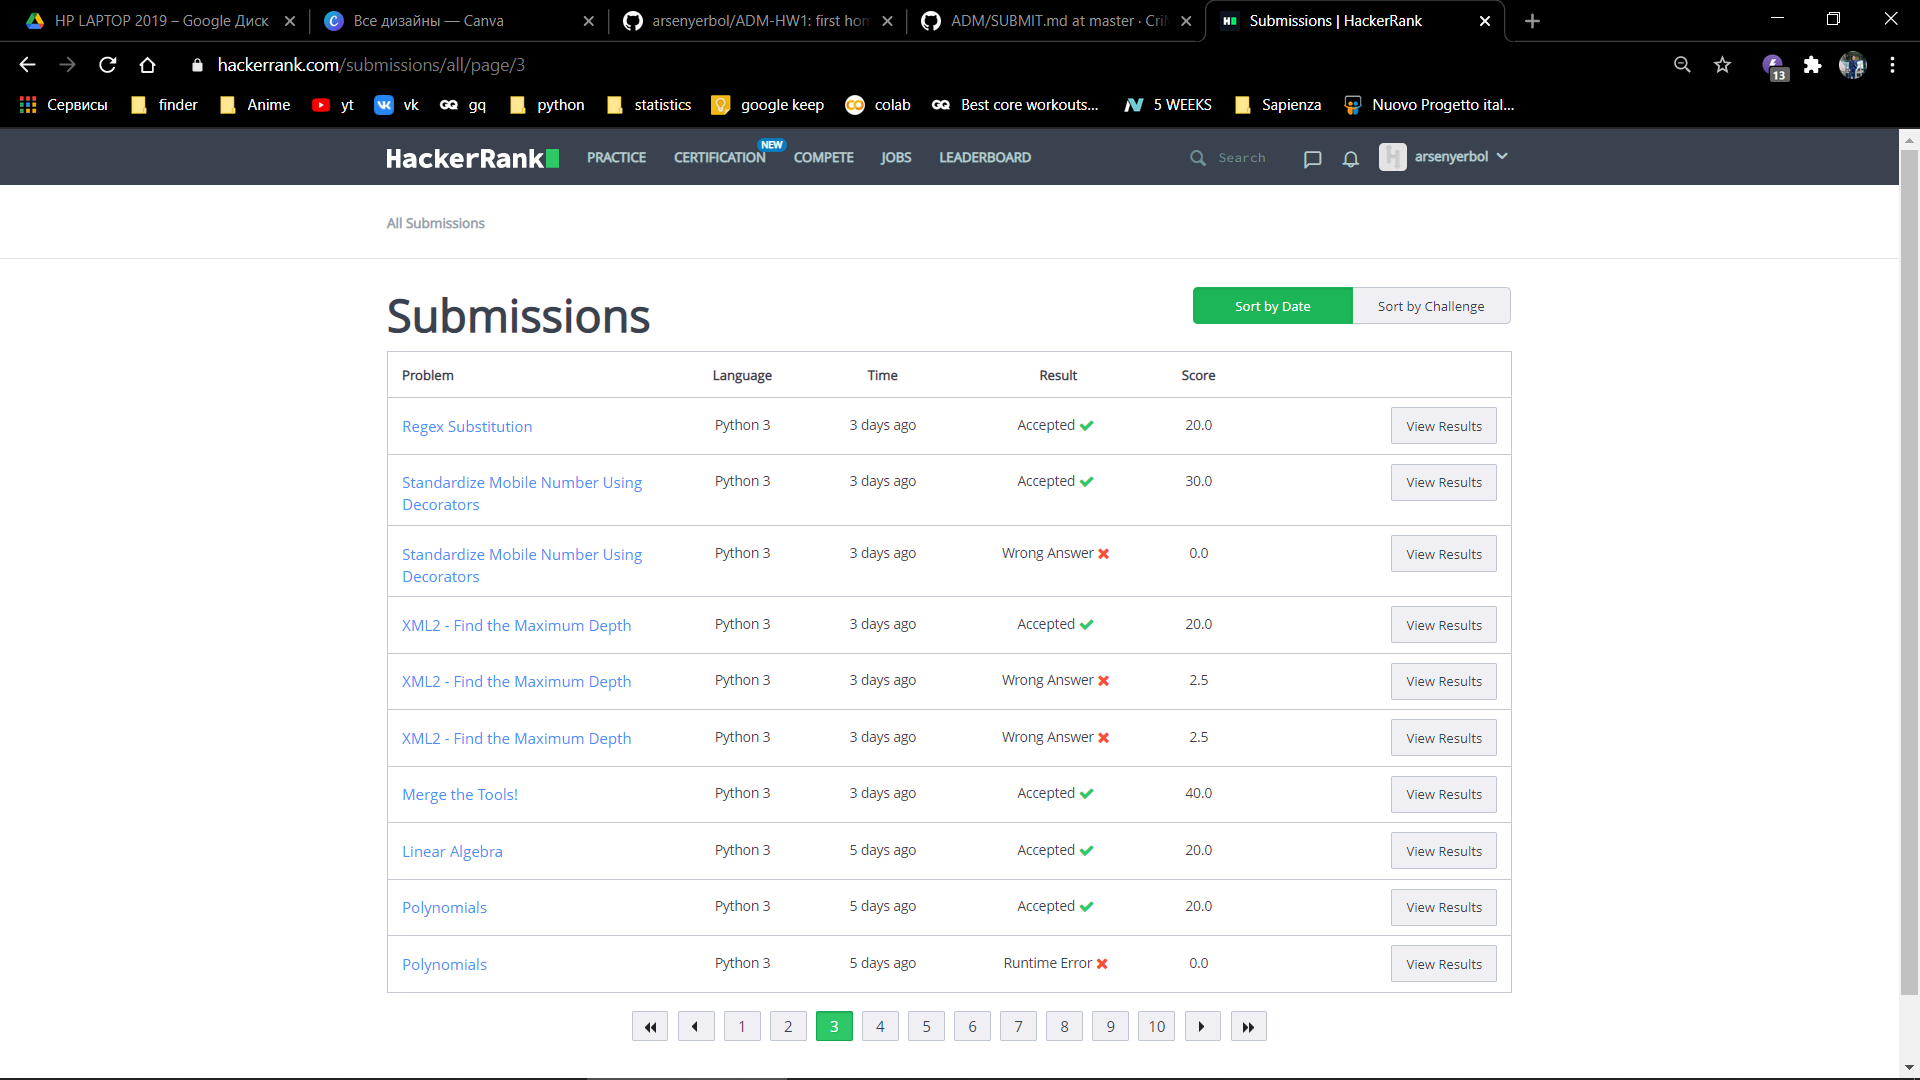 HP LAPTOP 2019 – Google Диск
Все дизайны — Canva
arsenyerbol/ADM-HW1: first hon
ADM/SUBMIT.md at master · CriM
Submissions | HackerRank
hackerrank.com/submissions/all/page/3
13
Сервисы finder Anime yt vk gq python statistics google keep colab Best core workouts... 5 WEEKS Sapienza Nuovo Progetto ital...
HackerRank PRACTICE CERTIFICATION NEW COMPETE JOBS LEADERBOARD Search arsenyerbol
All Submissions
Submissions
Sort by Date Sort by Challenge
Problem Language Time Result Score
Regex Substitution Python 3 3 days ago Accepted 20.0 View Results
Standardize Mobile Number Using Python 3 3 days ago Accepted 30.0 View Results
Decorators
Standardize Mobile Number Using Python 3 3 days ago Wrong Answer 0.0 View Results
Decorators
XML2 - Find the Maximum Depth Python 3 3 days ago Accepted 20.0 View Results
XML2 - Find the Maximum Depth Python 3 3 days ago Wrong Answer 2.5 View Results
XML2 - Find the Maximum Depth Python 3 3 days ago Wrong Answer 2.5 View Results
Merge the Tools! Python 3 3 days ago Accepted 40.0 View Results
Linear Algebra Python 3 5 days ago Accepted 20.0 View Results
Polynomials Python 3 5 days ago Accepted 20.0 View Results
Polynomials Python 3 5 days ago Runtime Error 0.0 View Results
1 2 3 4 5 6 7 8 9 10